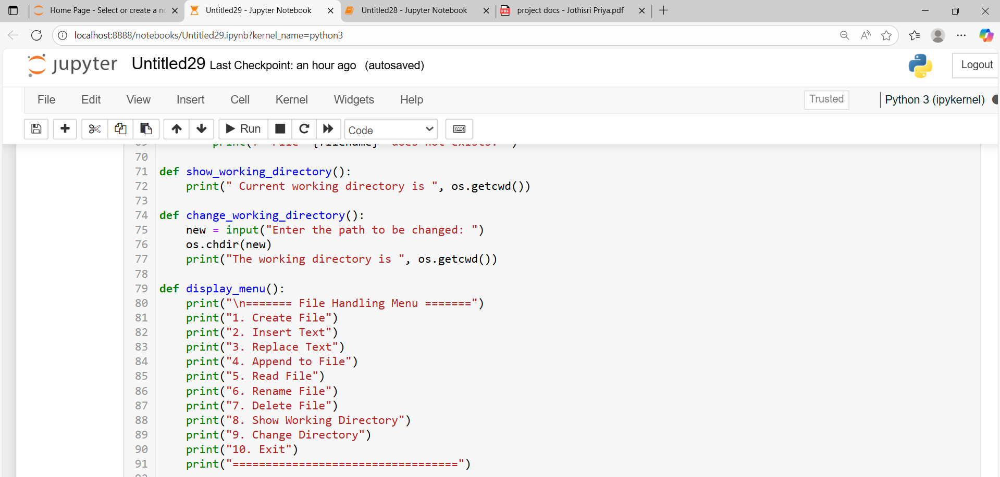 Home Page - Select or create a no
Untitled29 - Jupyter Notebook
Untitled28 - Jupyter Notebook
PDF
project docs - Jothisri Priya.pdf
localhost:8888/notebooks/Untitled29.ipynb?kernel_name=python3
jupyter Untitled29 Last Checkpoint: an hour ago (autosaved)
Logout
File Edit View Insert Cell Kernel Widgets Help
Trusted
Python 3 (ipykernel)
Run
Code
70
71 def show_working_directory():
72     print(" Current working directory is ", os.getcwd())
73
74 def change_working_directory():
75     new = input("Enter the path to be changed: ")
76     os.chdir(new)
77     print("The working directory is ", os.getcwd())
78
79 def display_menu():
80     print("\n======= File Handling Menu =======")
81     print("1. Create File")
82     print("2. Insert Text")
83     print("3. Replace Text")
84     print("4. Append to File")
85     print("5. Read File")
86     print("6. Rename File")
87     print("7. Delete File")
88     print("8. Show Working Directory")
89     print("9. Change Directory")
90     print("10. Exit")
91     print("==================================")